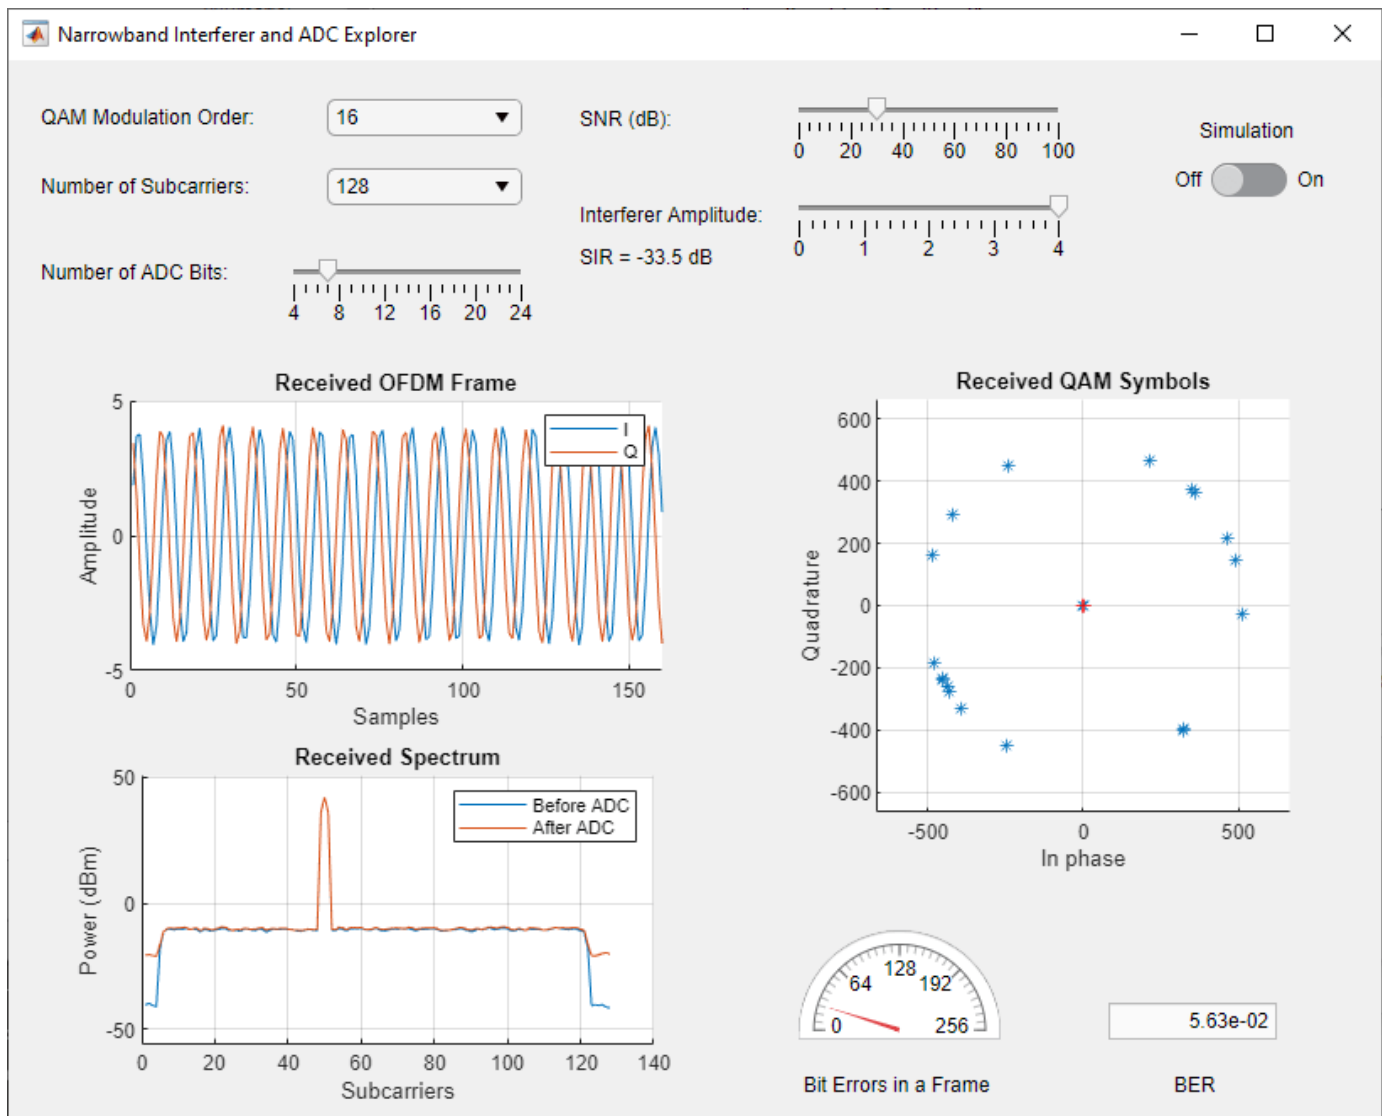 Narrowband Interferer and ADC Explorer
QAM Modulation Order:
16
SNR (dB):
0 20 40 60 80 100
Simulation
Off
On
Number of Subcarriers:
128
Interferer Amplitude:
0 1 2 3 4
SIR = -33.5 dB
Number of ADC Bits:
4 8 12 16 20 24
Received OFDM Frame
5
0
-5
Amplitude
I
Q
0 50 100 150
Samples
Received QAM Symbols
600
400
200
0
-200
-400
-600
Quadrature
-500 0 500
In phase
Received Spectrum
50
0
-50
Power (dBm)
Before ADC
After ADC
0 20 40 60 80 100 120 140
Subcarriers
0 64 128 192 256
Bit Errors in a Frame
5.63e-02
BER